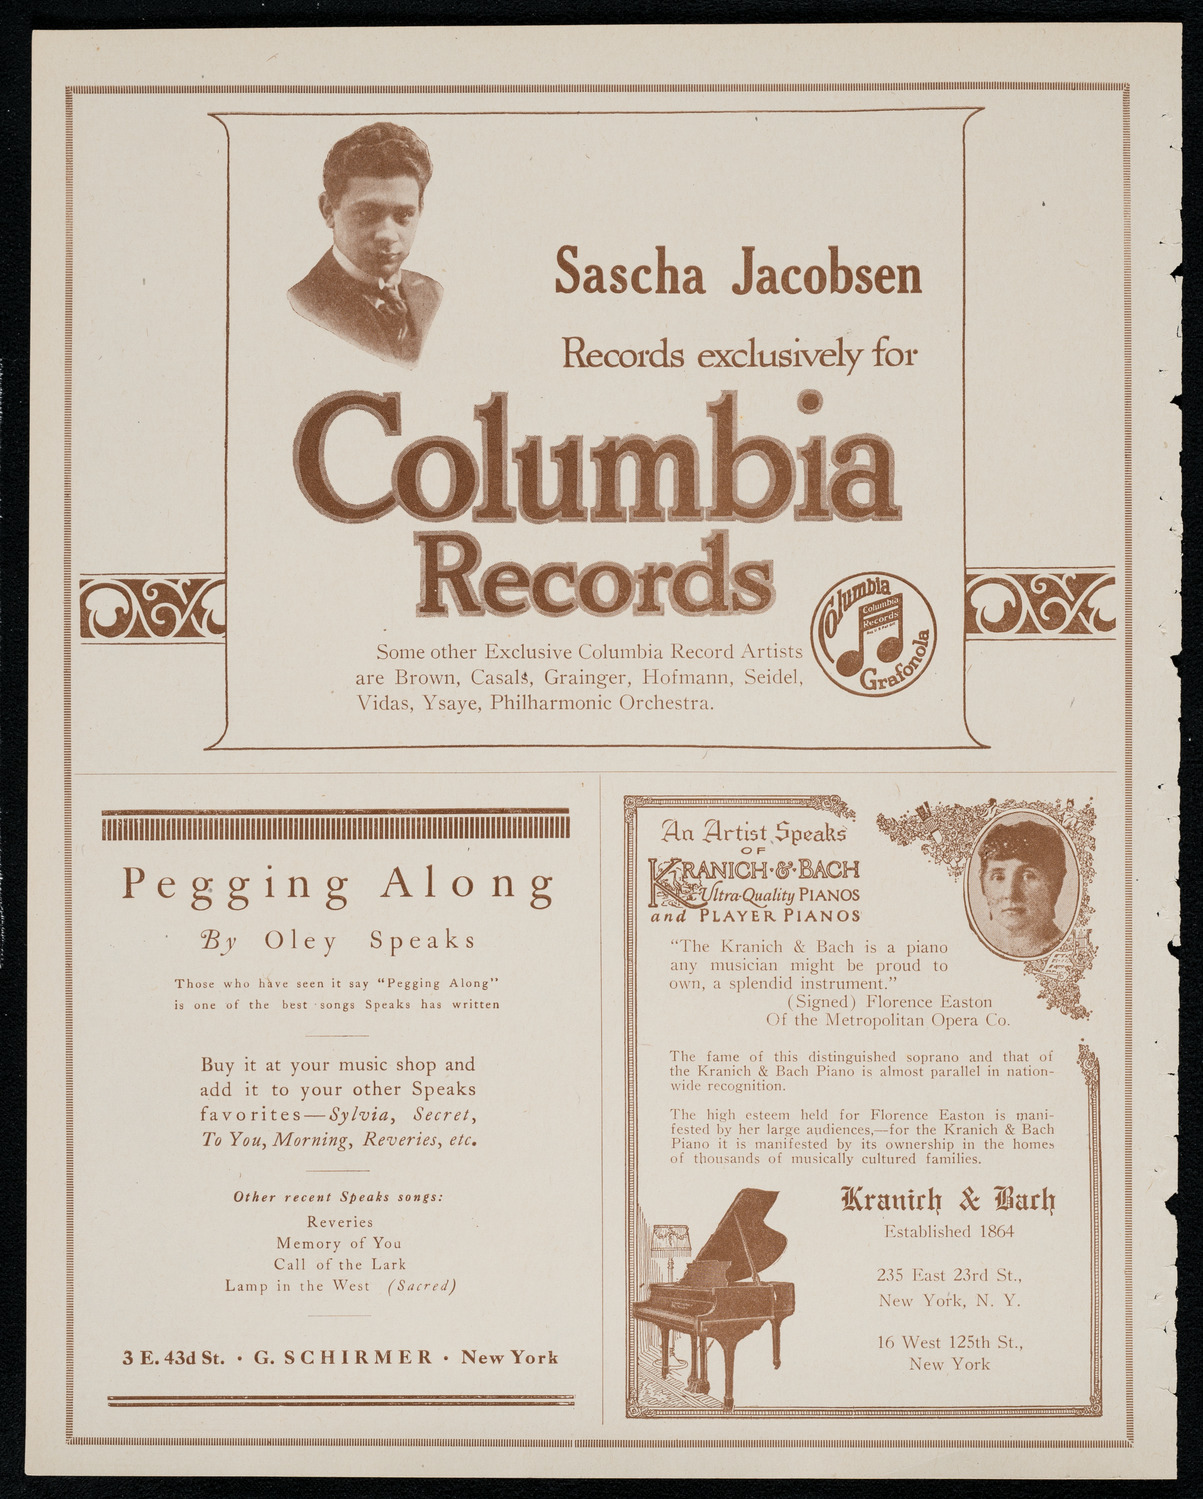 Sascha Jacobsen
Records exclusively for
Columbia
Records
Some other Exclusive Columbia Record Artists
are Brown, Casals, Grainger, Hofmann, Seidel,
Vidas, Ysaye, Philharmonic Orchestra.
Columbia
Columbia
Records
Grafonola
Pegging Along
By Oley Speaks
Those who have seen it say "Pegging Along"
is one of the best songs Speaks has written
Buy it at your music shop and
add it to your other Speaks
favorites—Sylvia, Secret,
To You, Morning, Reveries, etc.
Other recent Speaks songs:
Reveries
Memory of You
Call of the Lark
Lamp in the West (Sacred)
3 E. 43d St. · G. SCHIRMER · New York
An Artist Speaks
OF
KRANICH·&·BACH
Ultra-Quality PIANOS
and PLAYER PIANOS
"The Kranich & Bach is a piano
any musician might be proud to
own, a splendid instrument."
(Signed) Florence Easton
Of the Metropolitan Opera Co.
The fame of this distinguished soprano and that of
the Kranich & Bach Piano is almost parallel in nation-
wide recognition.
The high esteem held for Florence Easton is mani-
fested by her large audiences,—for the Kranich & Bach
Piano it is manifested by its ownership in the homes
of thousands of musically cultured families.
Kranich & Bach
Established 1864
235 East 23rd St.,
New York, N. Y.
16 West 125th St.,
New York